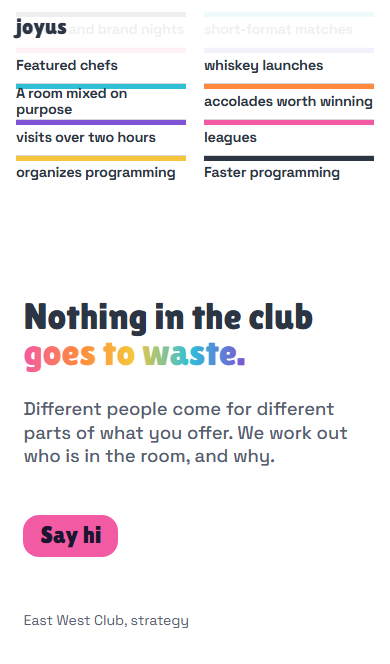 joyus
and brand nights
short-format matches
Featured chefs
whiskey launches
A room mixed on
purpose
accolades worth winning
visits over two hours
leagues
organizes programming
Faster programming
Nothing in the club
goes to waste.
Different people come for different
parts of what you offer. We work out
who is in the room, and why.
Say hi
East West Club, strategy